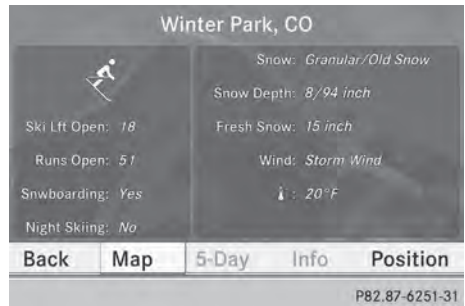 Winter Park, CO
Ski Lft Open: 18
Runs Open: 51
Snwboarding: Yes
Night Skiing: No
Snow: Granular/Old Snow
Snow Depth: 8/94 inch
Fresh Snow: 15 inch
Wind: Storm Wind
: 20°F
Back Map 5-Day Info Position
P82.87-6251-31